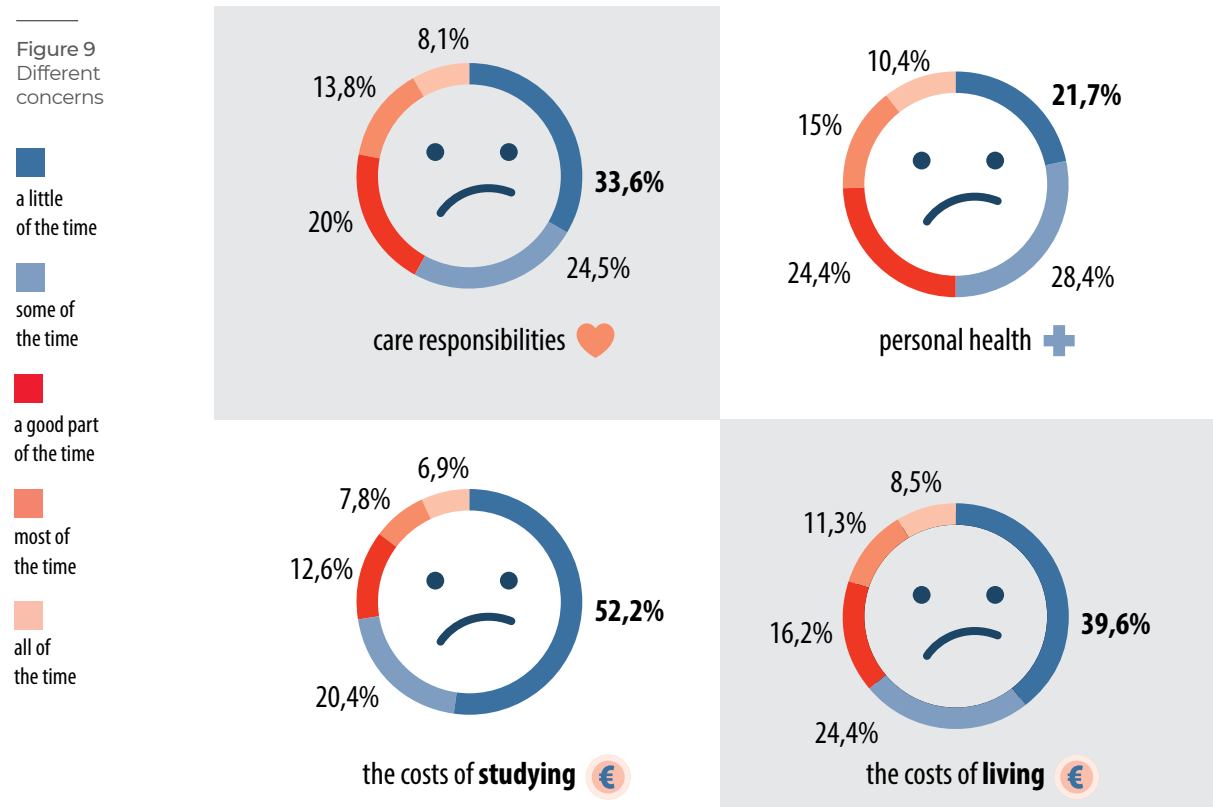 Figure 9
Different
concerns
a little
of the time
some of
the time
a good part
of the time
most of
the time
all of
the time
8,1%
13,8%
33,6%
20%
24,5%
care responsibilities
10,4%
21,7%
15%
24,4%
28,4%
personal health
6,9%
7,8%
12,6%
52,2%
20,4%
the costs of studying €
8,5%
11,3%
16,2%
39,6%
24,4%
the costs of living €